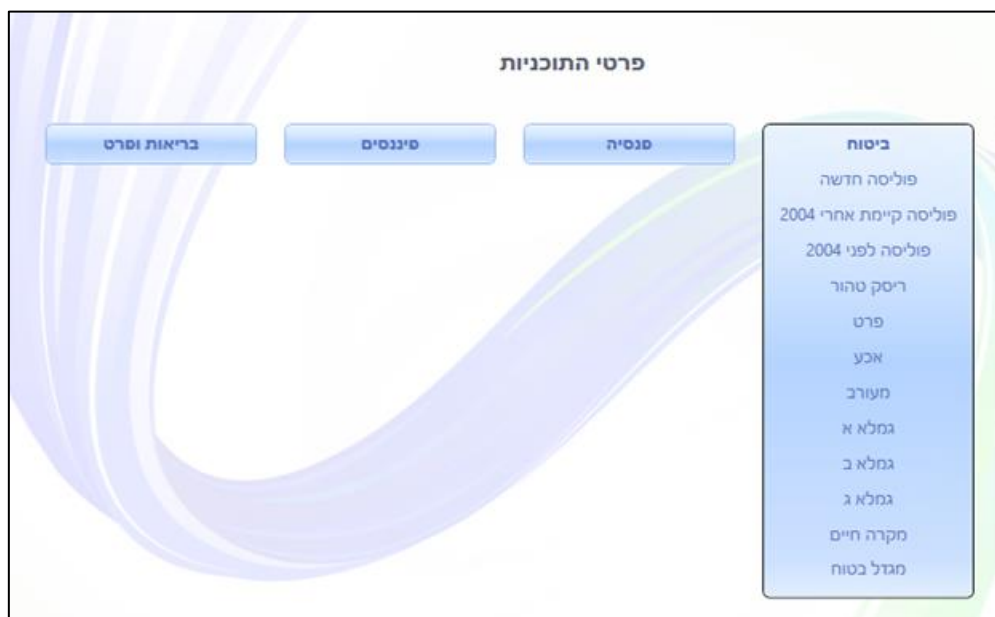 פרטי התוכניות
ביטוח
פנסיה
פיננסים
בריאות ופרט
פוליסה חדשה
פוליסה קיימת אחרי 2004
פוליסה לפני 2004
ריסק טהור
פרט
אכע
מעורב
גמלא א
גמלא ב
גמלא ג
מקרה חיים
מגדל בטוח